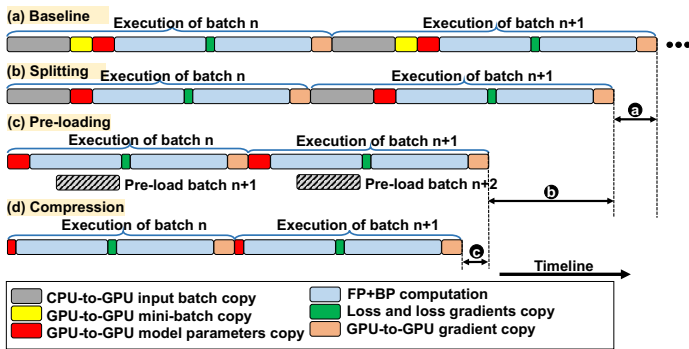 (a) Baseline
Execution of batch n
Execution of batch n+1
(b) Splitting
Execution of batch n
Execution of batch n+1
a
(c) Pre-loading
Execution of batch n
Execution of batch n+1
Pre-load batch n+1
Pre-load batch n+2
b
(d) Compression
Execution of batch n
Execution of batch n+1
c
Timeline
CPU-to-GPU input batch copy
GPU-to-GPU mini-batch copy
GPU-to-GPU model parameters copy
FP+BP computation
Loss and loss gradients copy
GPU-to-GPU gradient copy